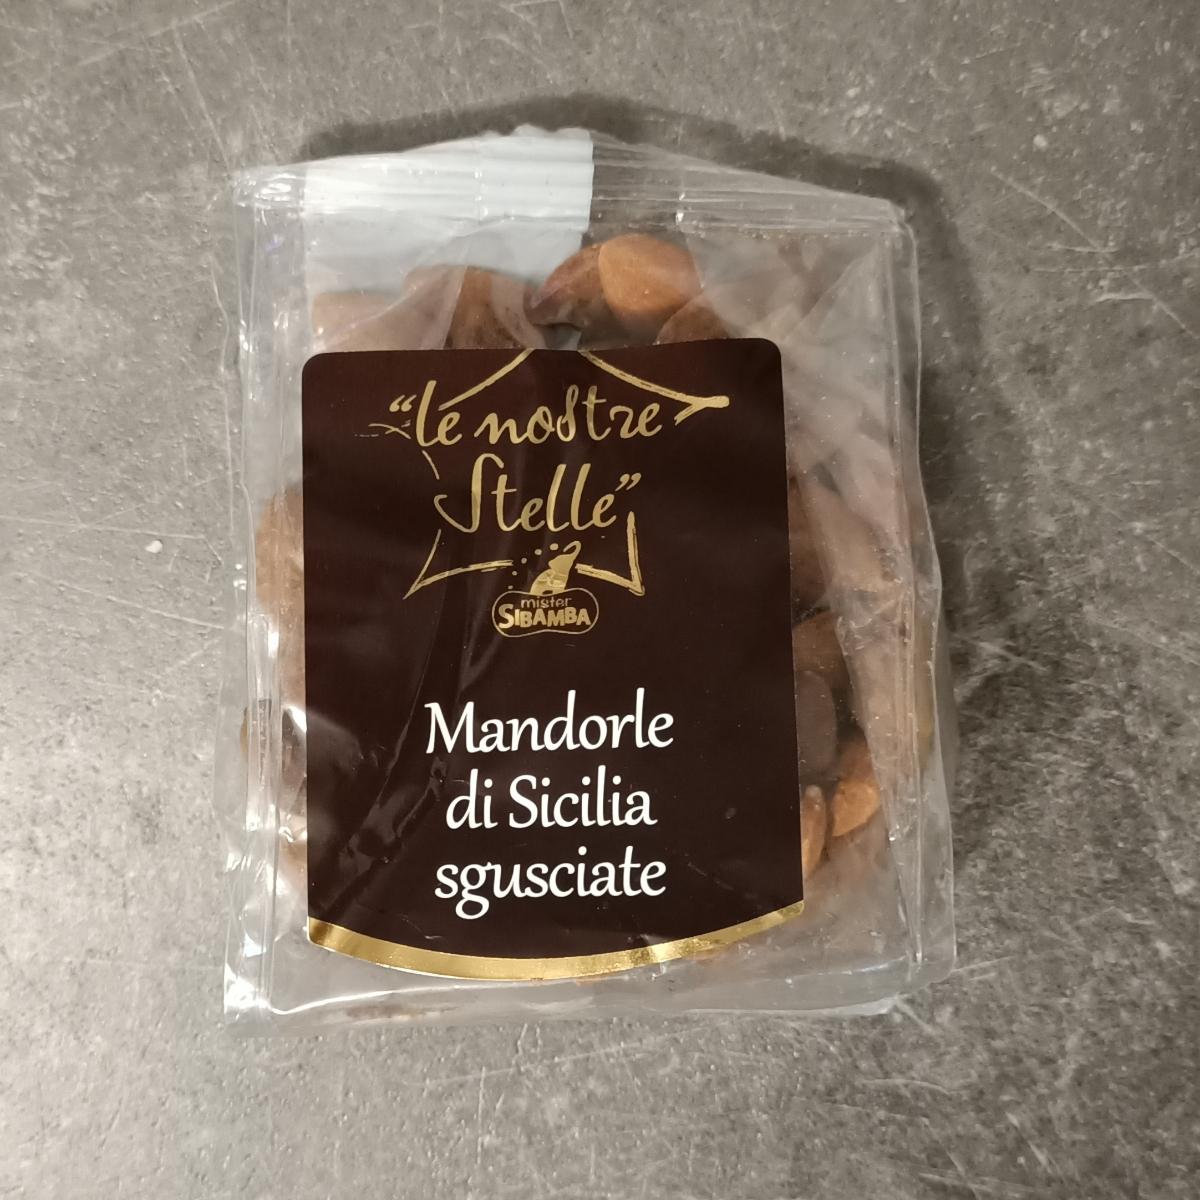 "le nostre
Stelle"
mister
SIBAMBA
Mandorle
di Sicilia
sgusciate